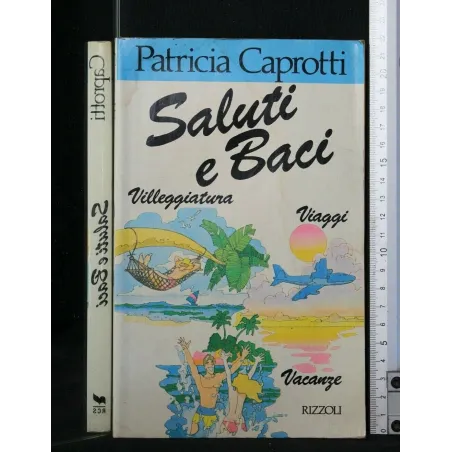 Patricia Caprotti
Saluti
e Baci
Villeggiatura
Viaggi
Vacanze
RIZZOLI
Caprotti
Saluti e Baci